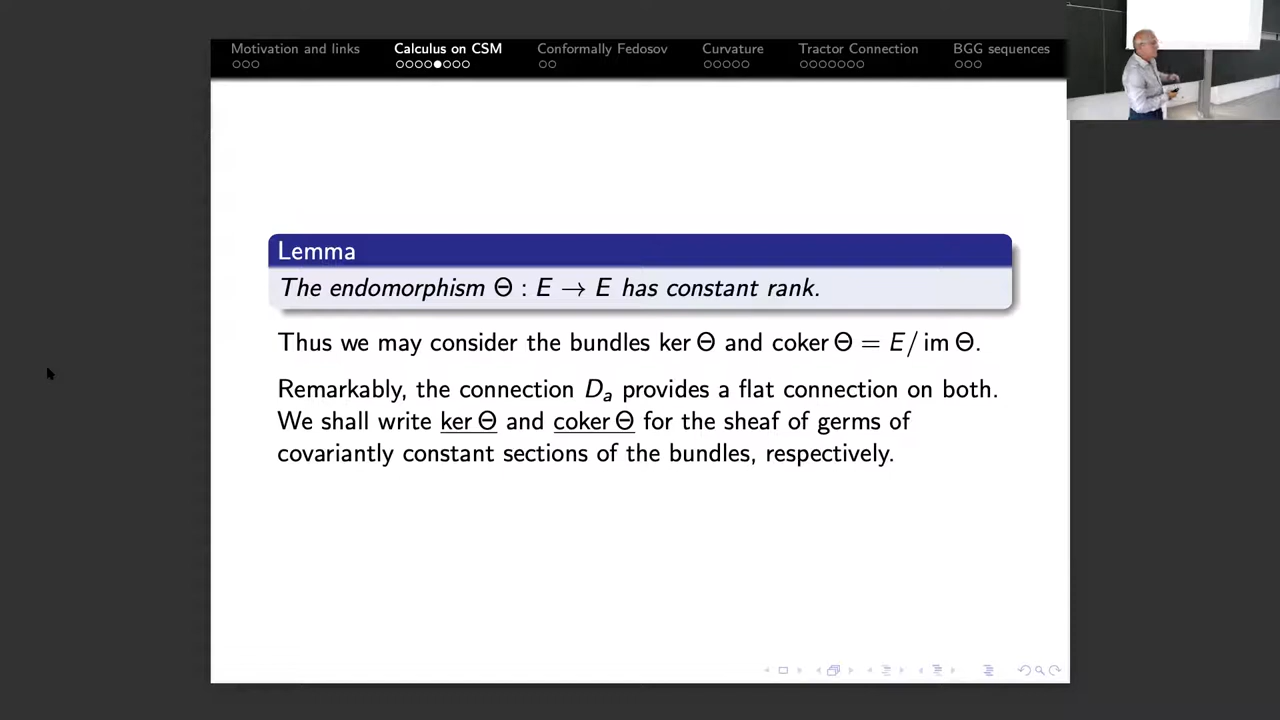 Motivation and links Calculus on CSM Conformally Fedosov Curvature Tractor Connection BGG sequences
Lemma
The endomorphism Θ : E → E has constant rank.
Thus we may consider the bundles ker Θ and coker Θ = E/ im Θ.
Remarkably, the connection Dₐ provides a flat connection on both.
We shall write ker Θ and coker Θ for the sheaf of germs of
covariantly constant sections of the bundles, respectively.